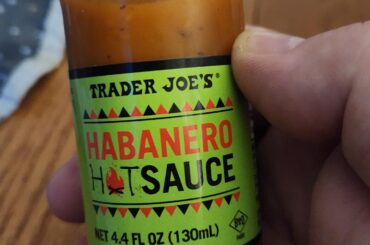 TRADER JOE'S®
HABANERO
HOT SAUCE
NET 4.4 FL OZ (130mL)